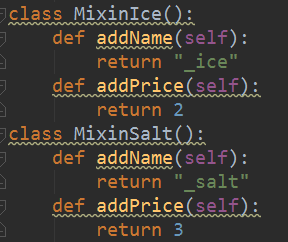 class MixinIce():
    def addName(self):
        return "_ice"
    def addPrice(self):
        return 2
class MixinSalt():
    def addName(self):
        return "_salt"
    def addPrice(self):
        return 3